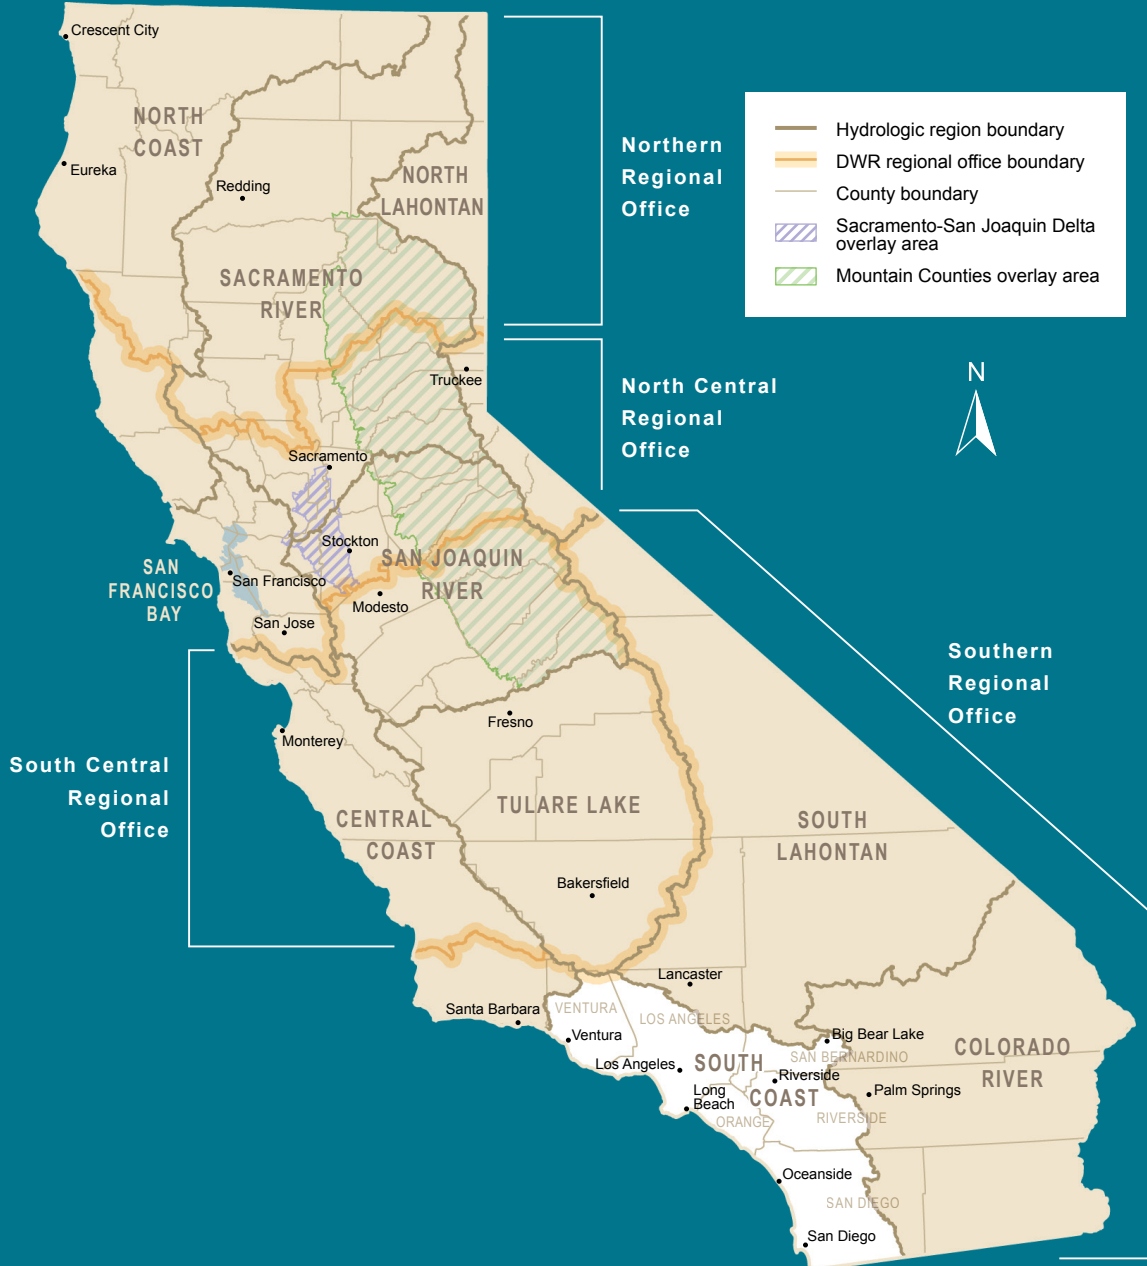 Crescent City
NORTH
COAST
Eureka
Redding
NORTH
LAHONTAN
SACRAMENTO
RIVER
Truckee
Sacramento
Stockton
SAN JOAQUIN
RIVER
SAN
FRANCISCO
BAY
San Francisco
Modesto
San Jose
Fresno
Monterey
CENTRAL
COAST
TULARE LAKE
SOUTH
LAHONTAN
Bakersfield
Lancaster
Santa Barbara
VENTURA
LOS ANGELES
Ventura
Big Bear Lake
SAN BERNARDINO
Los Angeles
SOUTH
COAST
Riverside
COLORADO
RIVER
Palm Springs
Long
Beach
ORANGE
RIVERSIDE
Oceanside
SAN DIEGO
San Diego
Northern
Regional
Office
North Central
Regional
Office
Southern
Regional
Office
South Central
Regional
Office
Hydrologic region boundary
DWR regional office boundary
County boundary
Sacramento-San Joaquin Delta
overlay area
Mountain Counties overlay area
N